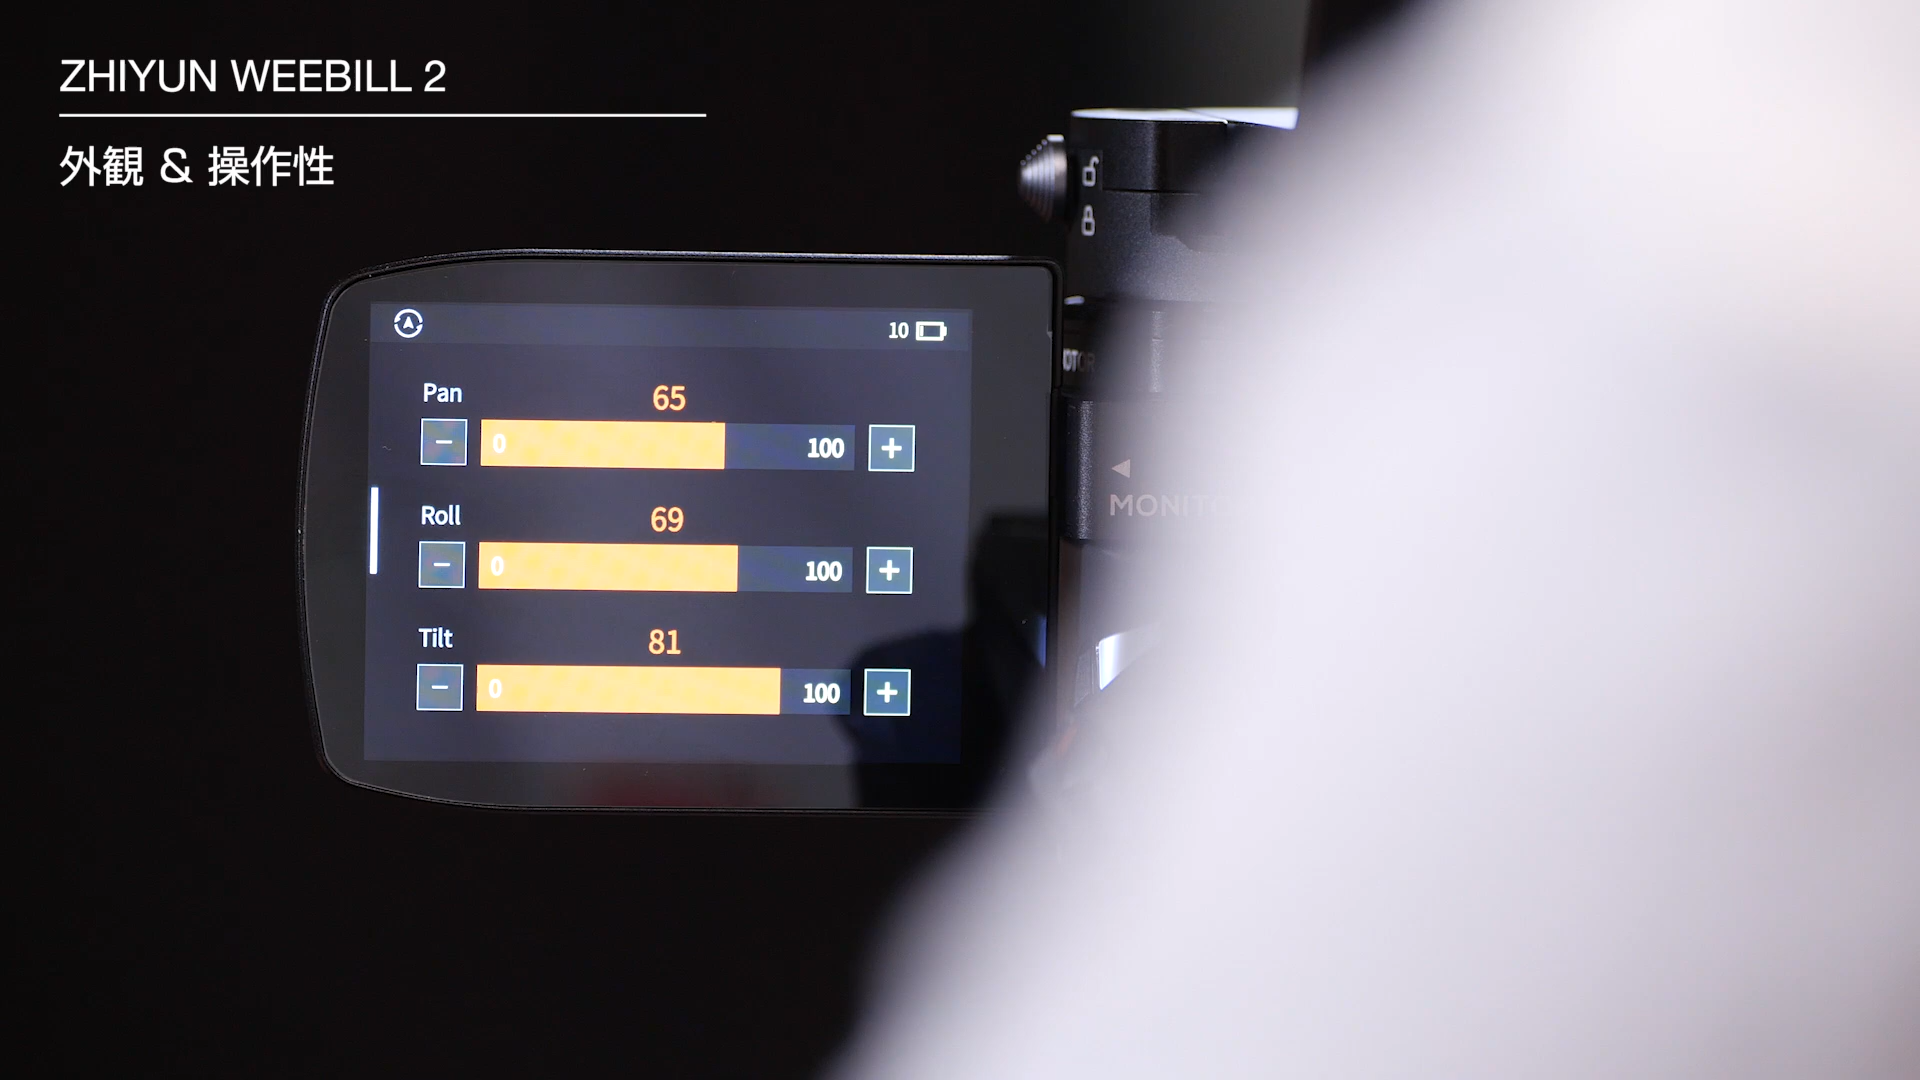 ZHIYUN WEEBILL 2
外観 & 操作性
10
Pan
65
− 0 100 +
Roll
69
− 0 100 +
Tilt
81
− 0 100 +